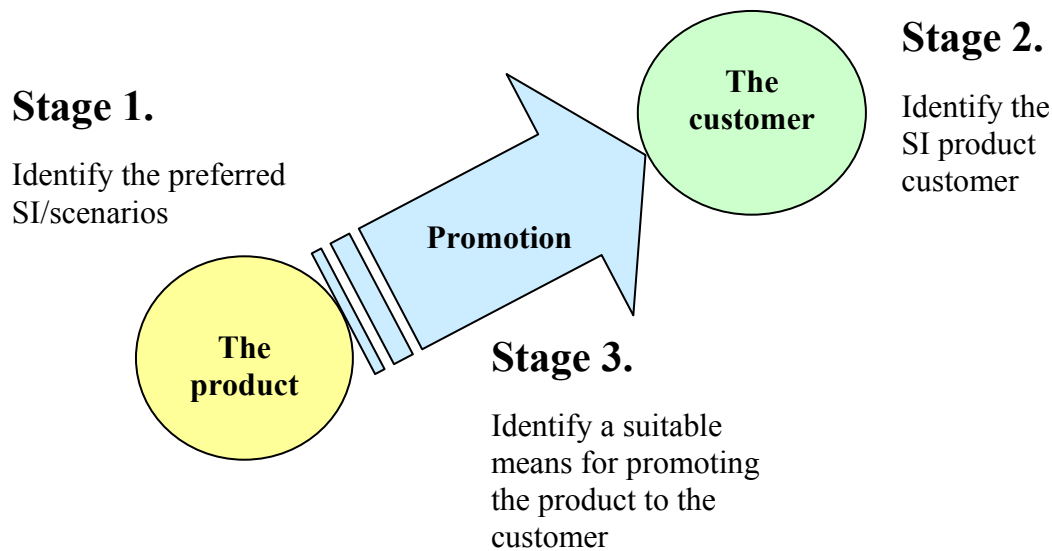 Stage 1.
Identify the preferred
SI/scenarios
The
product
Promotion
The
customer
Stage 2.
Identify the
SI product
customer
Stage 3.
Identify a suitable
means for promoting
the product to the
customer